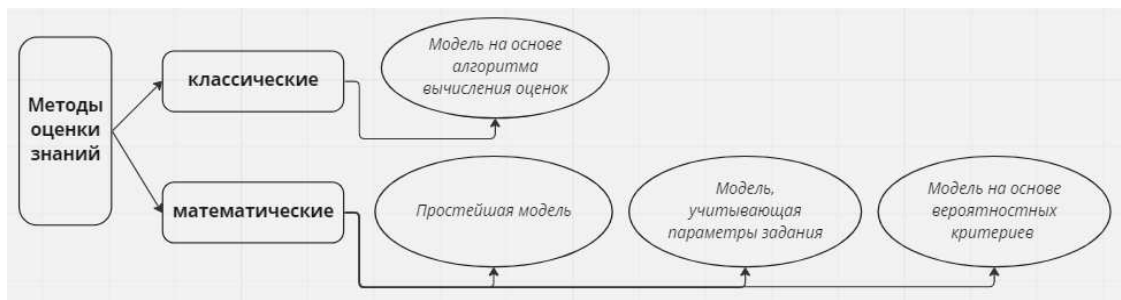 Методы
оценки
знаний
классические
Модель на основе
алгоритма
вычисления оценок
математические
Простейшая модель
Модель,
учитывающая
параметры задания
Модель на основе
вероятностных
критериев